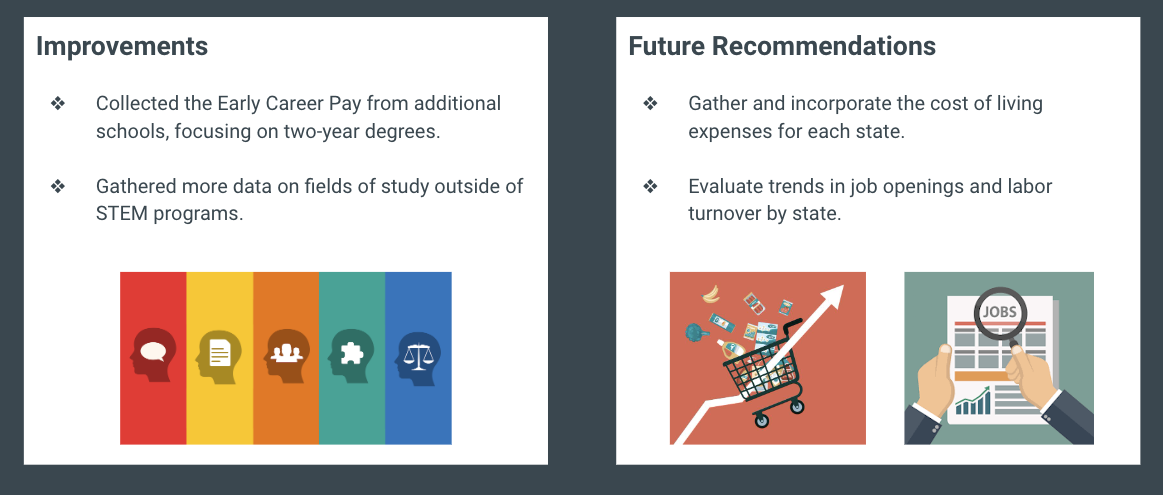 Improvements
❖ Collected the Early Career Pay from additional
schools, focusing on two-year degrees.
❖ Gathered more data on fields of study outside of
STEM programs.
Future Recommendations
❖ Gather and incorporate the cost of living
expenses for each state.
❖ Evaluate trends in job openings and labor
turnover by state.
JOBS